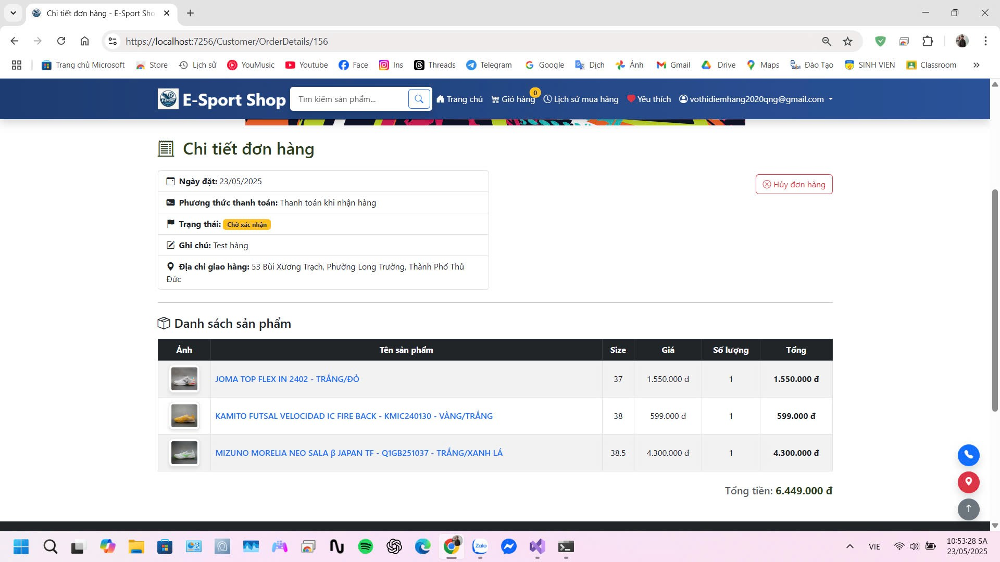 Chi tiết đơn hàng - E-Sport Sho
https://localhost:7256/Customer/OrderDetails/156
Trang chủ Microsoft Store Lịch sử YouMusic Youtube Face Ins Threads Telegram Google Dịch Ảnh Gmail Drive Maps Đào Tạo SINH VIEN Classroom
E-SPORT E-Sport Shop Tìm kiếm sản phẩm... Trang chủ Giỏ hàng 0 Lịch sử mua hàng Yêu thích vothidiemhang2020qng@gmail.com
Chi tiết đơn hàng
Ngày đặt: 23/05/2025
Hủy đơn hàng
Phương thức thanh toán: Thanh toán khi nhận hàng
Trạng thái: Chờ xác nhận
Ghi chú: Test hàng
Địa chỉ giao hàng: 53 Bùi Xương Trạch, Phường Long Trường, Thành Phố Thủ
Đức
Danh sách sản phẩm
Ảnh Tên sản phẩm Size Giá Số lượng Tổng
JOMA TOP FLEX IN 2402 - TRẮNG/ĐỎ 37 1.550.000 đ 1 1.550.000 đ
KAMITO FUTSAL VELOCIDAD IC FIRE BACK - KMIC240130 - VÀNG/TRẮNG 38 599.000 đ 1 599.000 đ
MIZUNO MORELIA NEO SALA β JAPAN TF - Q1GB251037 - TRẮNG/XANH LÁ 38.5 4.300.000 đ 1 4.300.000 đ
Tổng tiền: 6.449.000 đ
Zalo
VIE
10:53:28 SA
23/05/2025